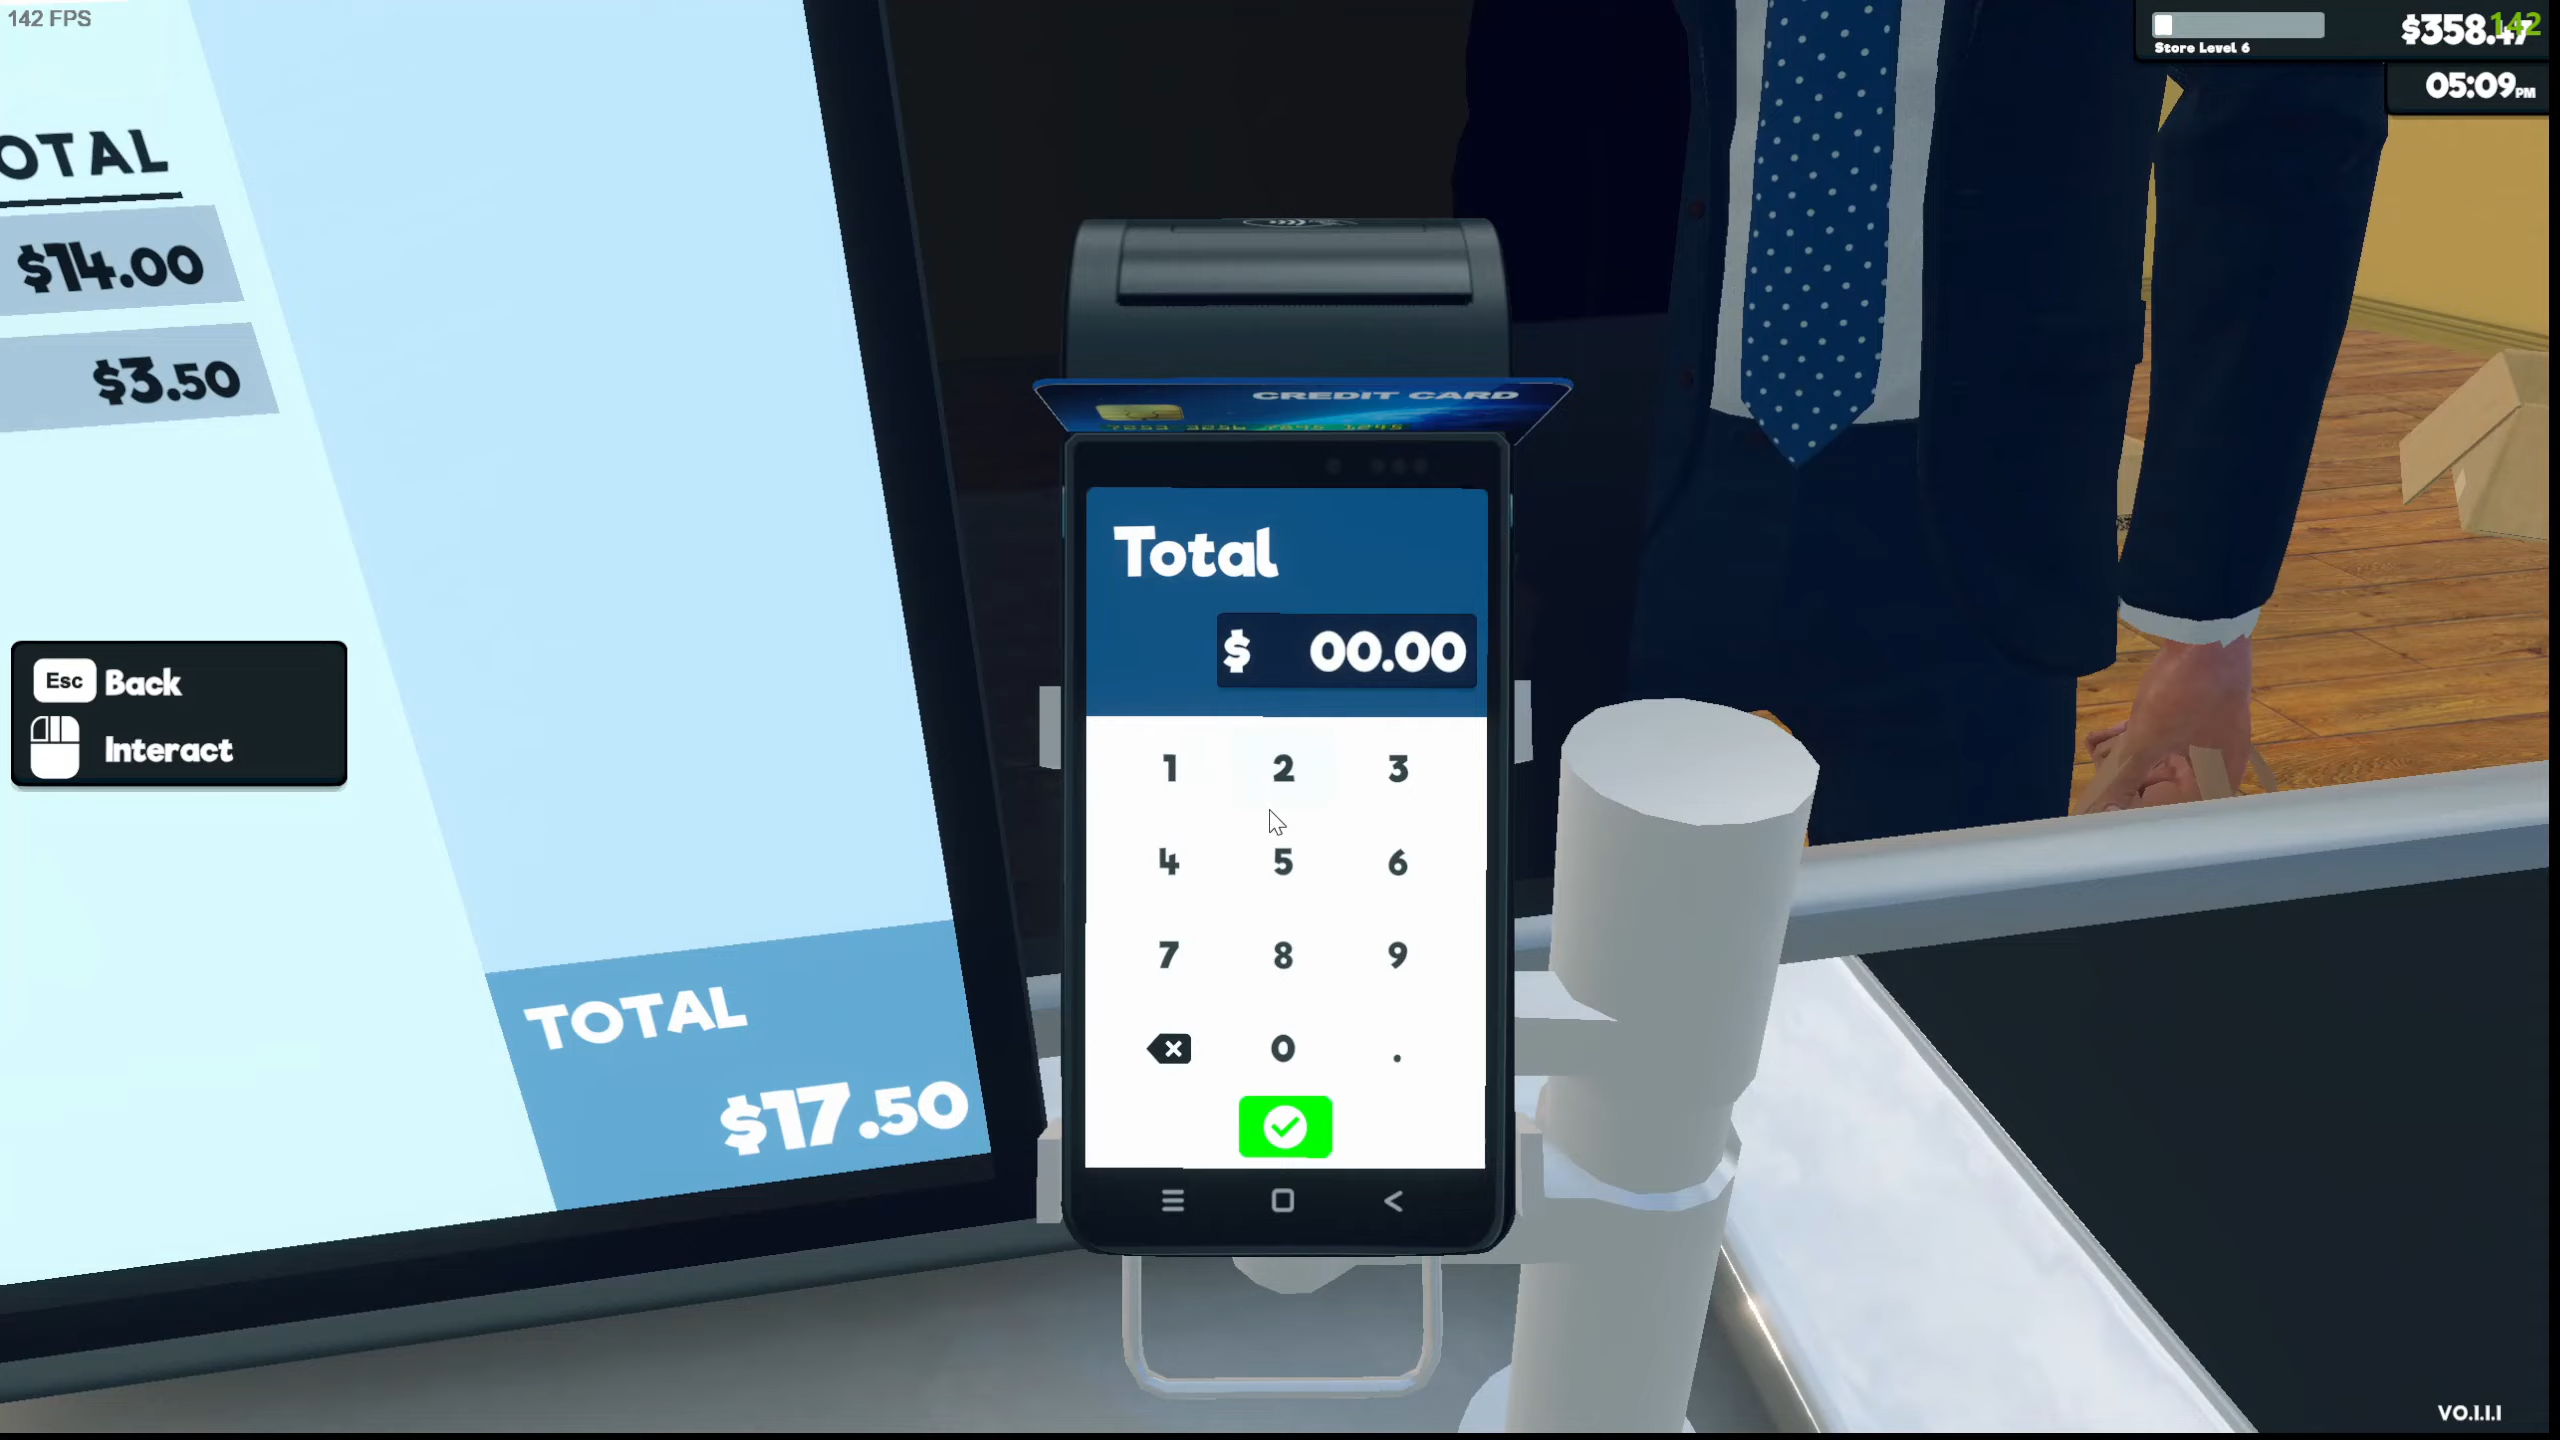 142 FPS
Store Level 6
$358.47
142
05:09PM
OTAL
$14.00
$3.50
CREDIT CARD
Total
$ 00.00
Esc Back
Interact
1 2 3
4 5 6
7 8 9
0 .
TOTAL
$17.50
V0.1.1.1